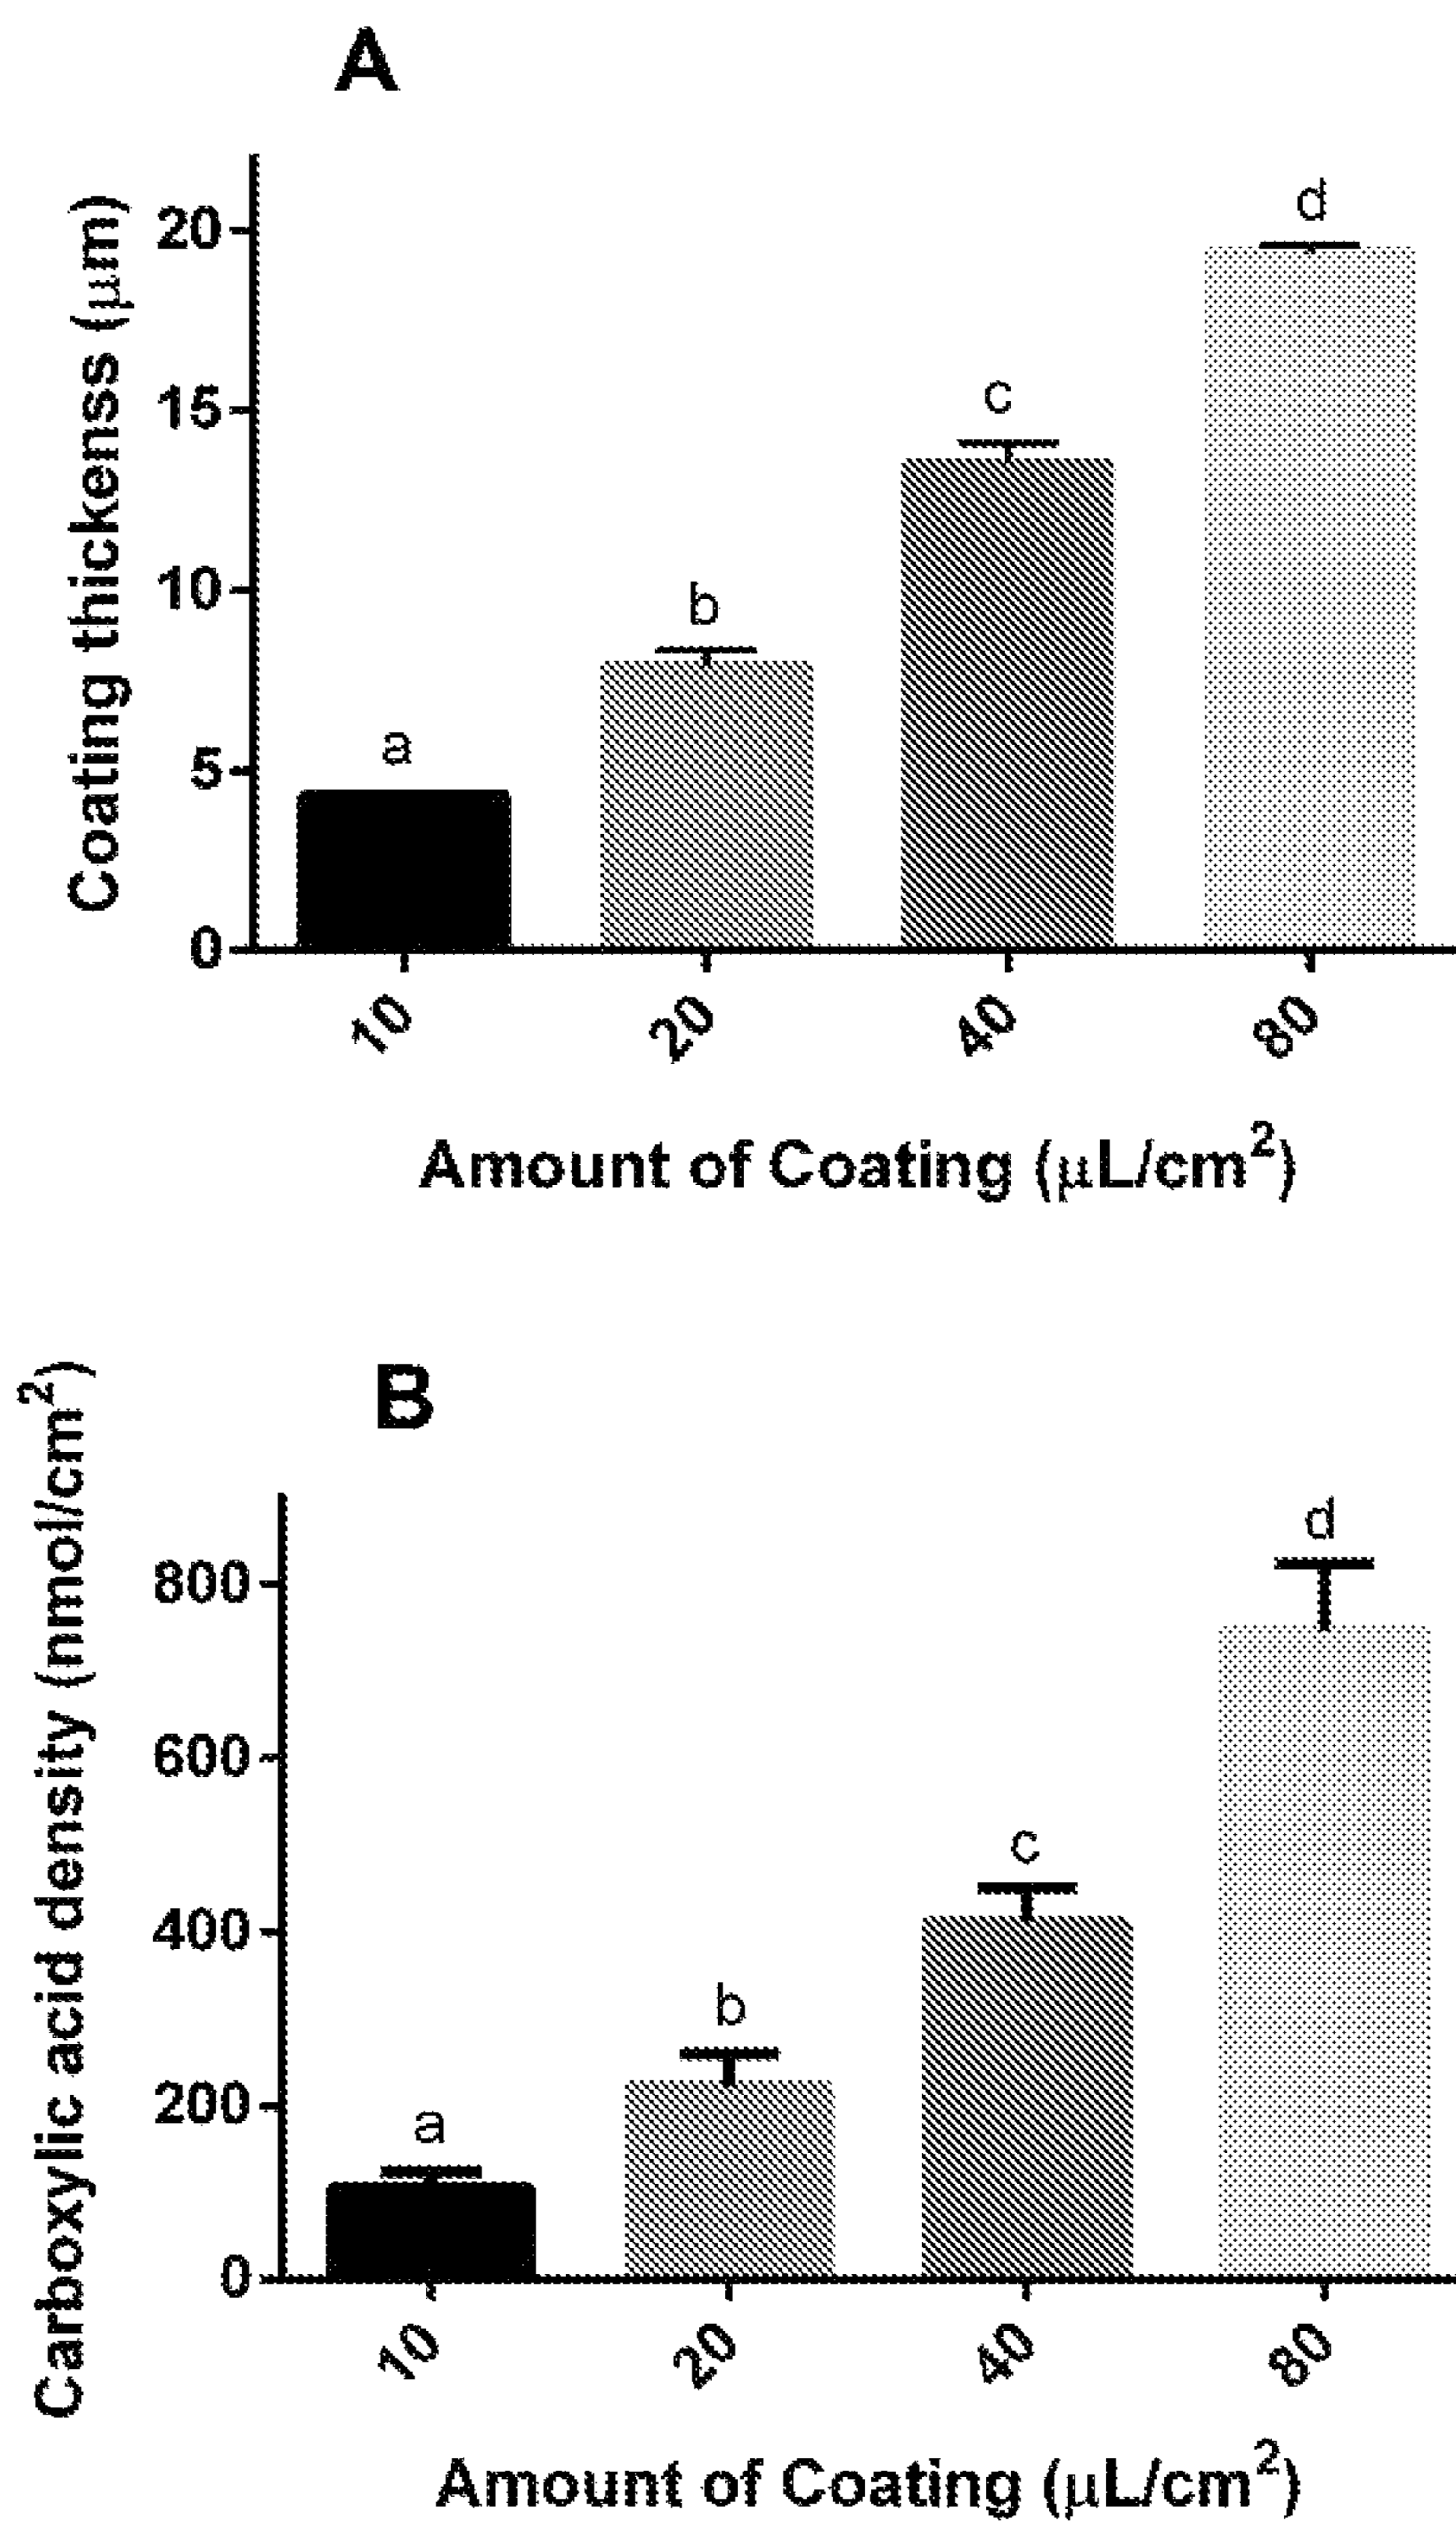 A
Coating thickenss (μm)
20
15
10
5
0
a
b
c
d
10
20
40
80
Amount of Coating (μL/cm²)
B
Carboxylic acid density (nmol/cm²)
800
600
400
200
0
a
b
c
d
10
20
40
80
Amount of Coating (μL/cm²)